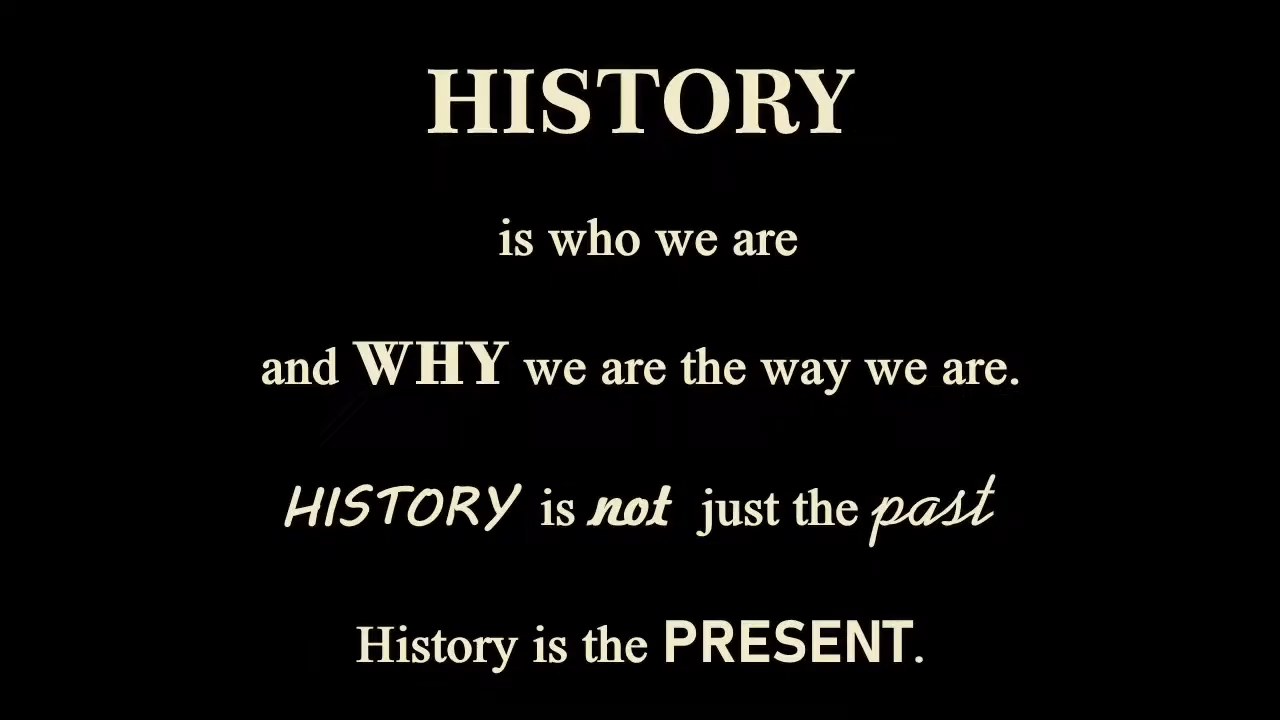 HISTORY
is who we are
and WHY we are the way we are.
HISTORY is not just the past
History is the PRESENT.